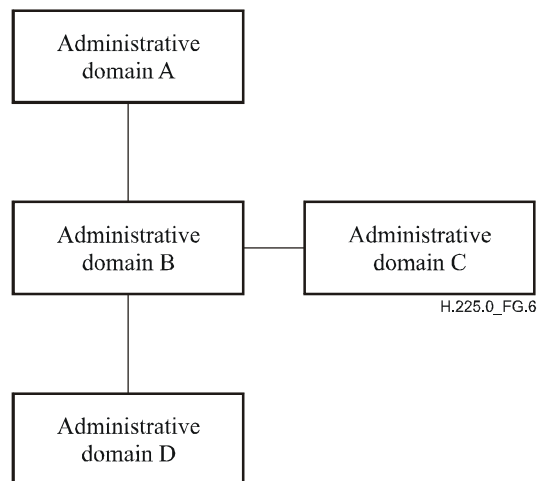 Administrative
domain A
Administrative
domain B
Administrative
domain C
H.225.0_FG.6
Administrative
domain D